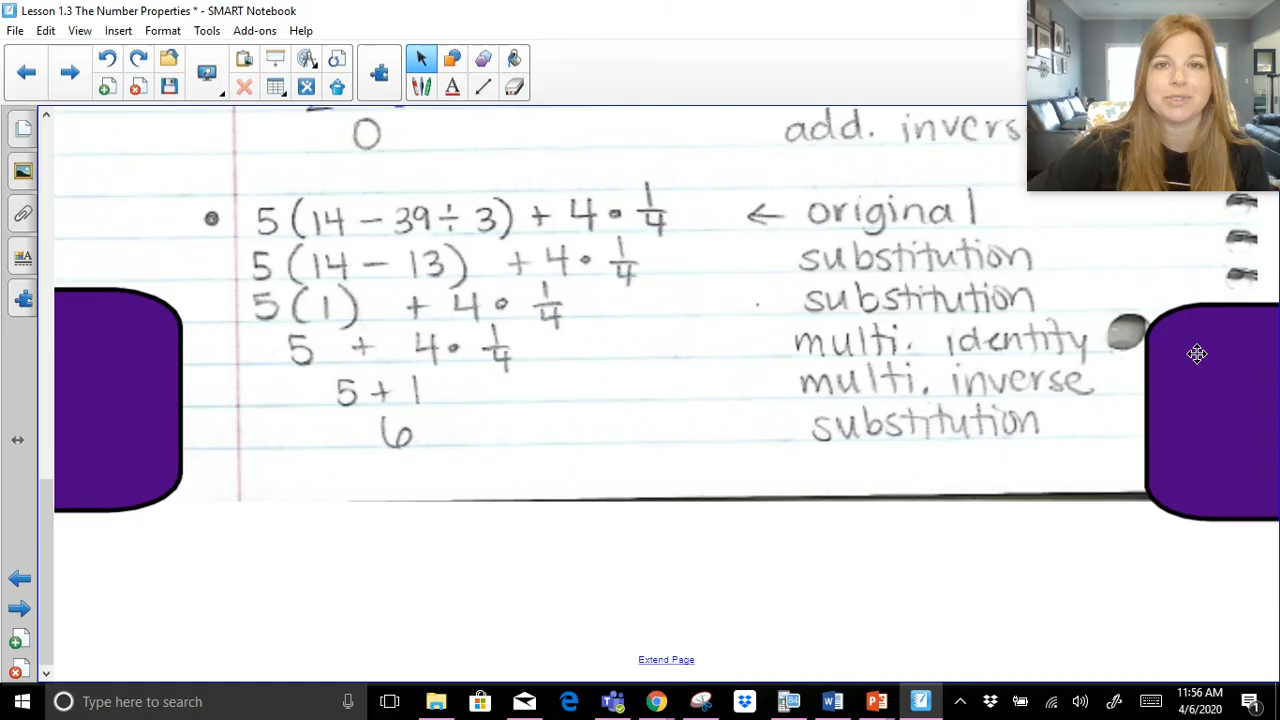 Lesson 1.3 The Number Properties * - SMART Notebook
File Edit View Insert Format Tools Add-ons Help
0 add. invers
5(14 − 39 ÷ 3) + 4 • 1/4 ← original
5(14 − 13) + 4 • 1/4 substitution
5(1) + 4 • 1/4 substitution
5 + 4 • 1/4 multi. identity
5 + 1 multi. inverse
6 substitution
Extend Page
Type here to search
11:56 AM
4/6/2020